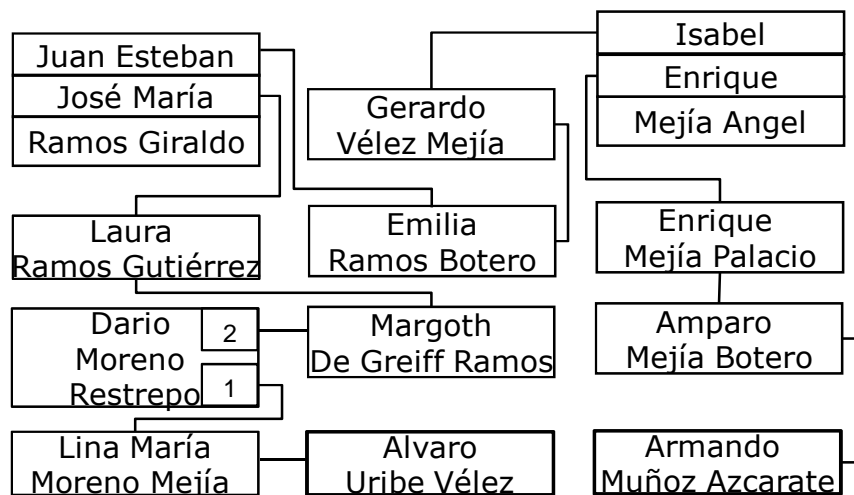 Juan Esteban
José María
Ramos Giraldo
Gerardo
Vélez Mejía
Isabel
Enrique
Mejía Angel
Laura
Ramos Gutiérrez
Emilia
Ramos Botero
Enrique
Mejía Palacio
Dario
Moreno
Restrepo
2
1
Margoth
De Greiff Ramos
Amparo
Mejía Botero
Lina María
Moreno Mejía
Alvaro
Uribe Vélez
Armando
Muñoz Azcarate